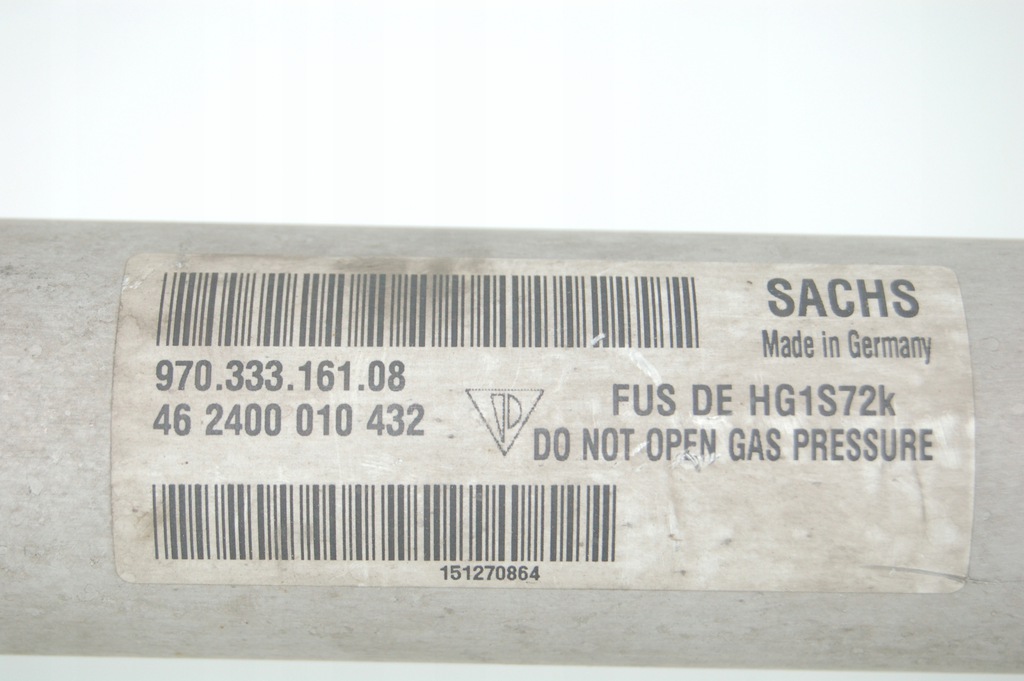 SACHS
Made in Germany
970.333.161.08
46 2400 010 432
FUS DE HG1S72k
DO NOT OPEN GAS PRESSURE
151270864